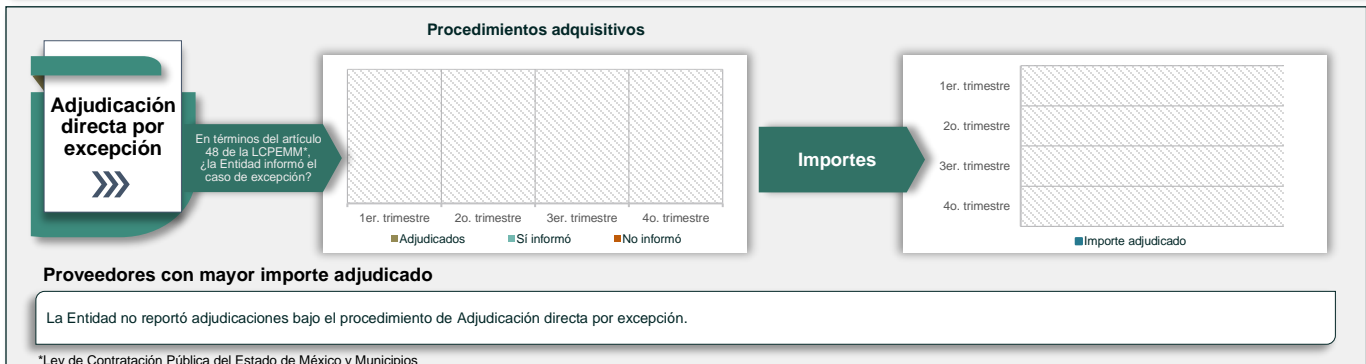 Procedimientos adquisitivos
Adjudicación
directa por
excepción
En términos del artículo
48 de la LCPEMM*,
¿la Entidad informó el
caso de excepción?
1er. trimestre 2o. trimestre 3er. trimestre 4o. trimestre
Adjudicados Sí informó No informó
Importes
1er. trimestre
2o. trimestre
3er. trimestre
4o. trimestre
Importe adjudicado
Proveedores con mayor importe adjudicado
La Entidad no reportó adjudicaciones bajo el procedimiento de Adjudicación directa por excepción.
*Ley de Contratación Pública del Estado de México y Municipios